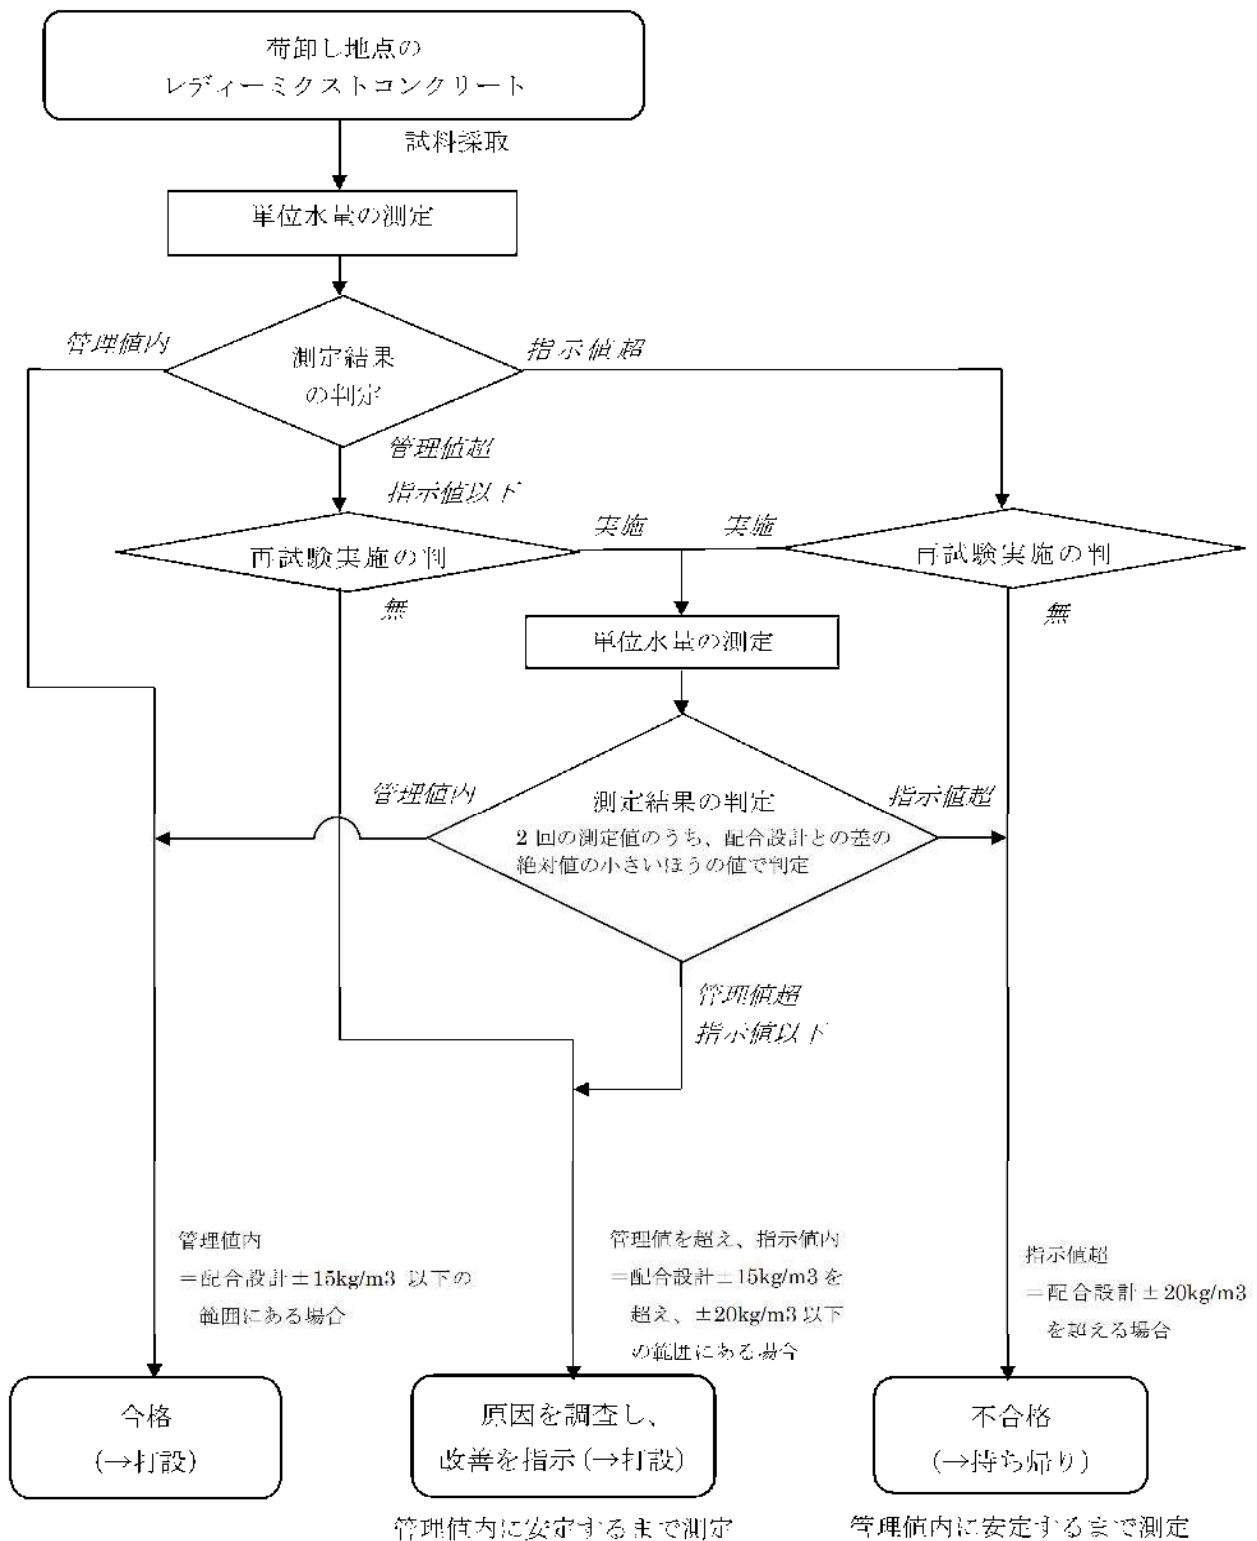 荷卸し地点の
レディーミクストコンクリート
試料採取
単位水量の測定
管理値内
測定結果
の判定
指示値超
管理値超
指示値以下
再試験実施の判
実施
実施
再試験実施の判
無
無
単位水量の測定
管理値内
測定結果の判定
2 回の測定値のうち、配合設計との差の
絶対値の小さいほうの値で判定
指示値超
管理値超
指示値以下
管理値内
＝配合設計±15kg/m3 以下の
範囲にある場合
管理値を超え、指示値内
＝配合設計±15kg/m3 を
超え、±20kg/m3 以下
の範囲にある場合
指示値超
＝配合設計±20kg/m3
を超える場合
合格
(→打設)
原因を調査し、
改善を指示(→打設)
不合格
(→持ち帰り)
管理値内に安定するまで測定
管理値内に安定するまで測定